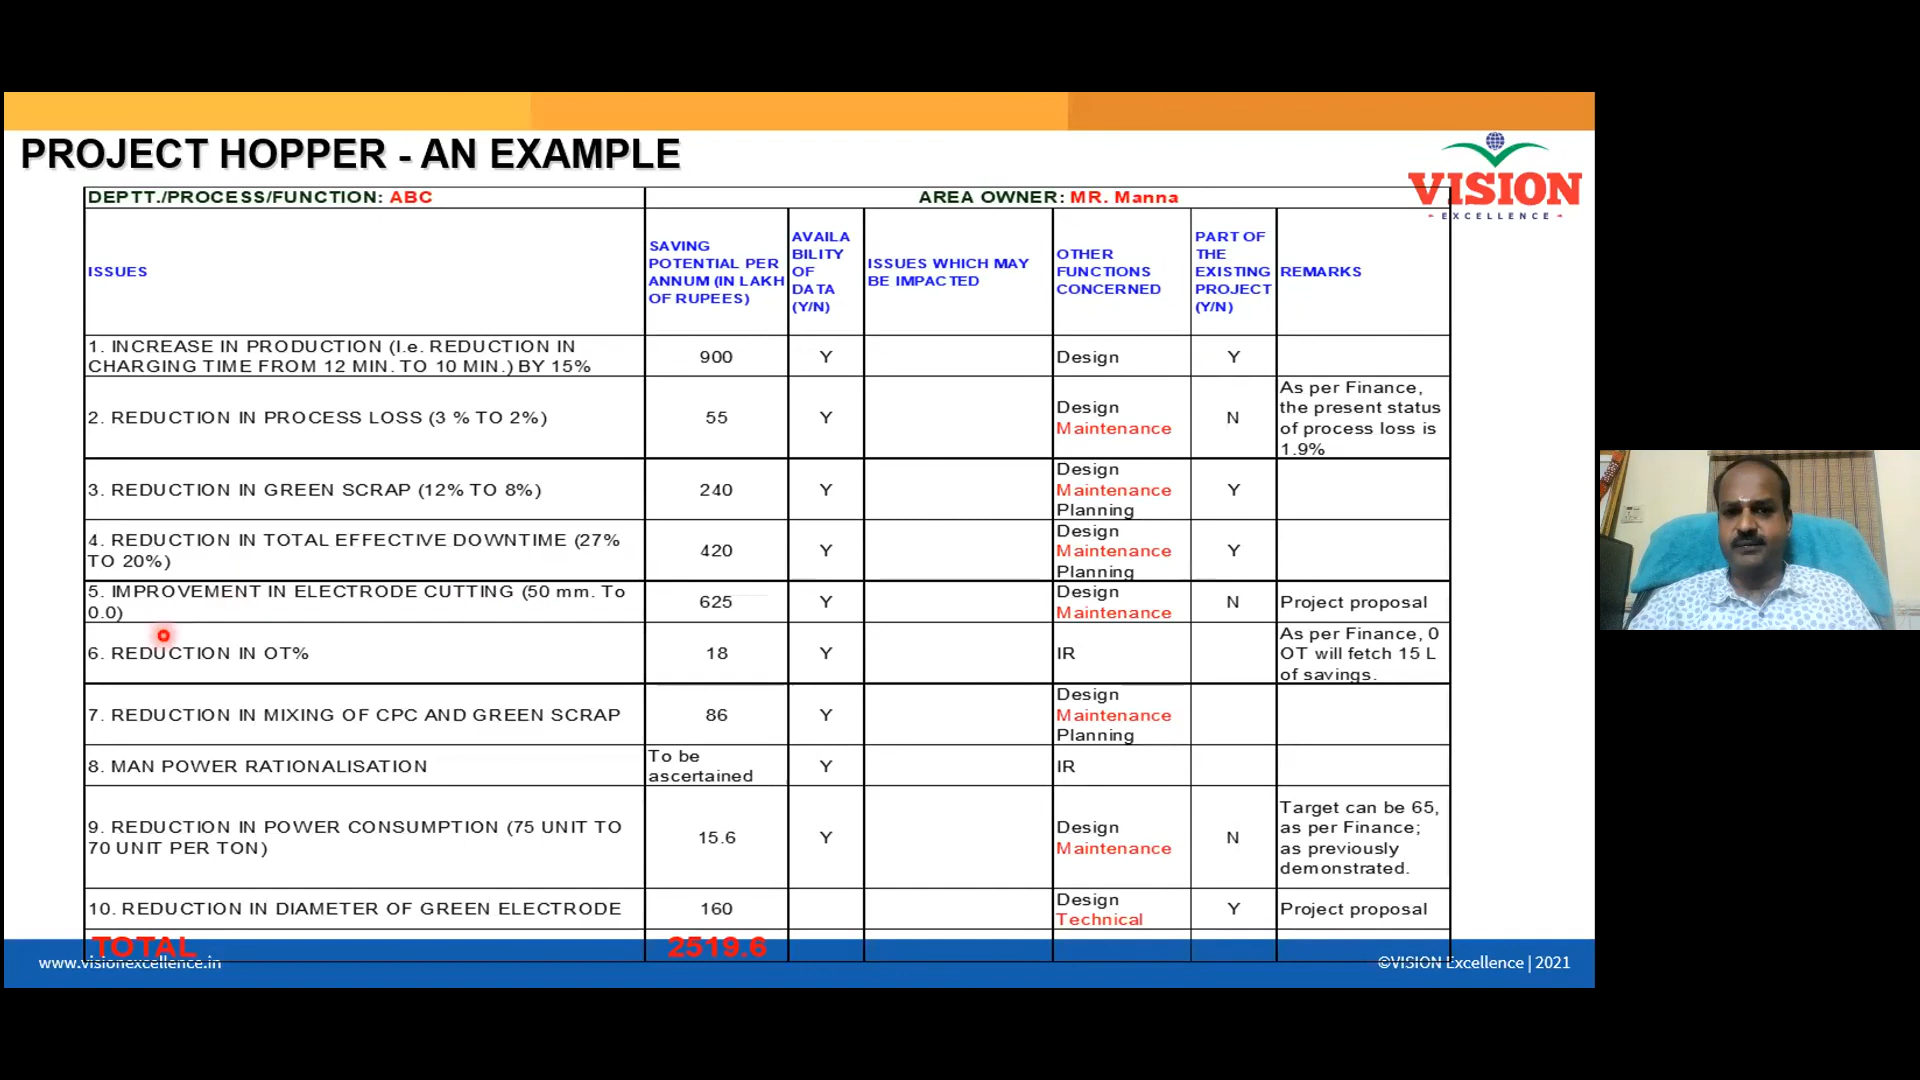 PROJECT HOPPER - AN EXAMPLE
VISION
EXCELLENCE
DEPTT./PROCESS/FUNCTION: ABC
AREA OWNER: MR. Manna
ISSUES
SAVING
POTENTIAL PER
ANNUM (IN LAKH
OF RUPEES)
AVAILA
BILITY
OF
DATA
(Y/N)
ISSUES WHICH MAY
BE IMPACTED
OTHER
FUNCTIONS
CONCERNED
PART OF
THE
EXISTING
PROJECT
(Y/N)
REMARKS
1. INCREASE IN PRODUCTION (I.e. REDUCTION IN
CHARGING TIME FROM 12 MIN. TO 10 MIN.) BY 15%
900
Y
Design
Y
2. REDUCTION IN PROCESS LOSS (3 % TO 2%)
55
Y
Design
Maintenance
N
As per Finance,
the present status
of process loss is
1.9%
3. REDUCTION IN GREEN SCRAP (12% TO 8%)
240
Y
Design
Maintenance
Planning
Y
4. REDUCTION IN TOTAL EFFECTIVE DOWNTIME (27%
TO 20%)
420
Y
Design
Maintenance
Planning
Y
5. IMPROVEMENT IN ELECTRODE CUTTING (50 mm. To
0.0)
625
Y
Design
Maintenance
N
Project proposal
6. REDUCTION IN OT%
18
Y
IR
As per Finance, 0
OT will fetch 15 L
of savings.
7. REDUCTION IN MIXING OF CPC AND GREEN SCRAP
86
Y
Design
Maintenance
Planning
8. MAN POWER RATIONALISATION
To be
ascertained
Y
IR
9. REDUCTION IN POWER CONSUMPTION (75 UNIT TO
70 UNIT PER TON)
15.6
Y
Design
Maintenance
N
Target can be 65,
as per Finance;
as previously
demonstrated.
10. REDUCTION IN DIAMETER OF GREEN ELECTRODE
160
Design
Technical
Y
Project proposal
TOTAL
2519.6
www.visionexcellence.in
©VISION Excellence | 2021